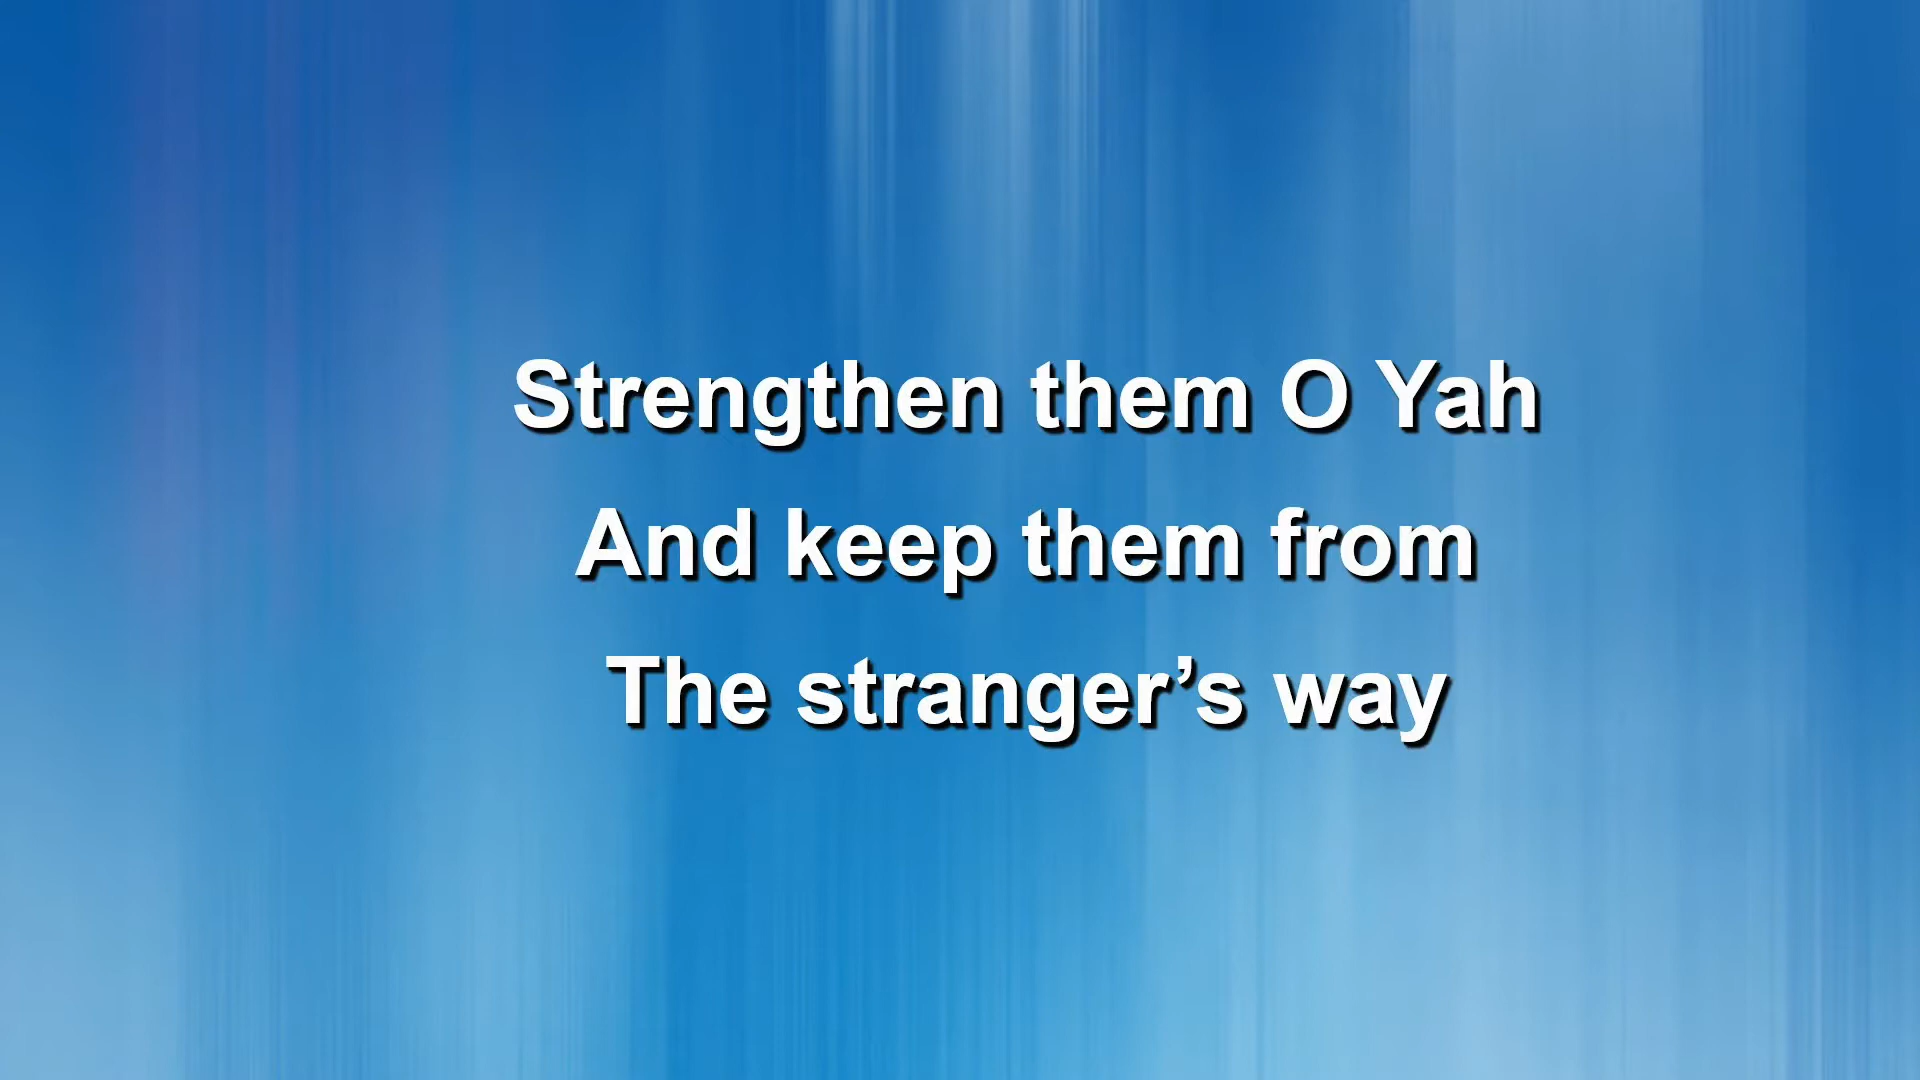 Strengthen them O Yah
And keep them from
The stranger’s way